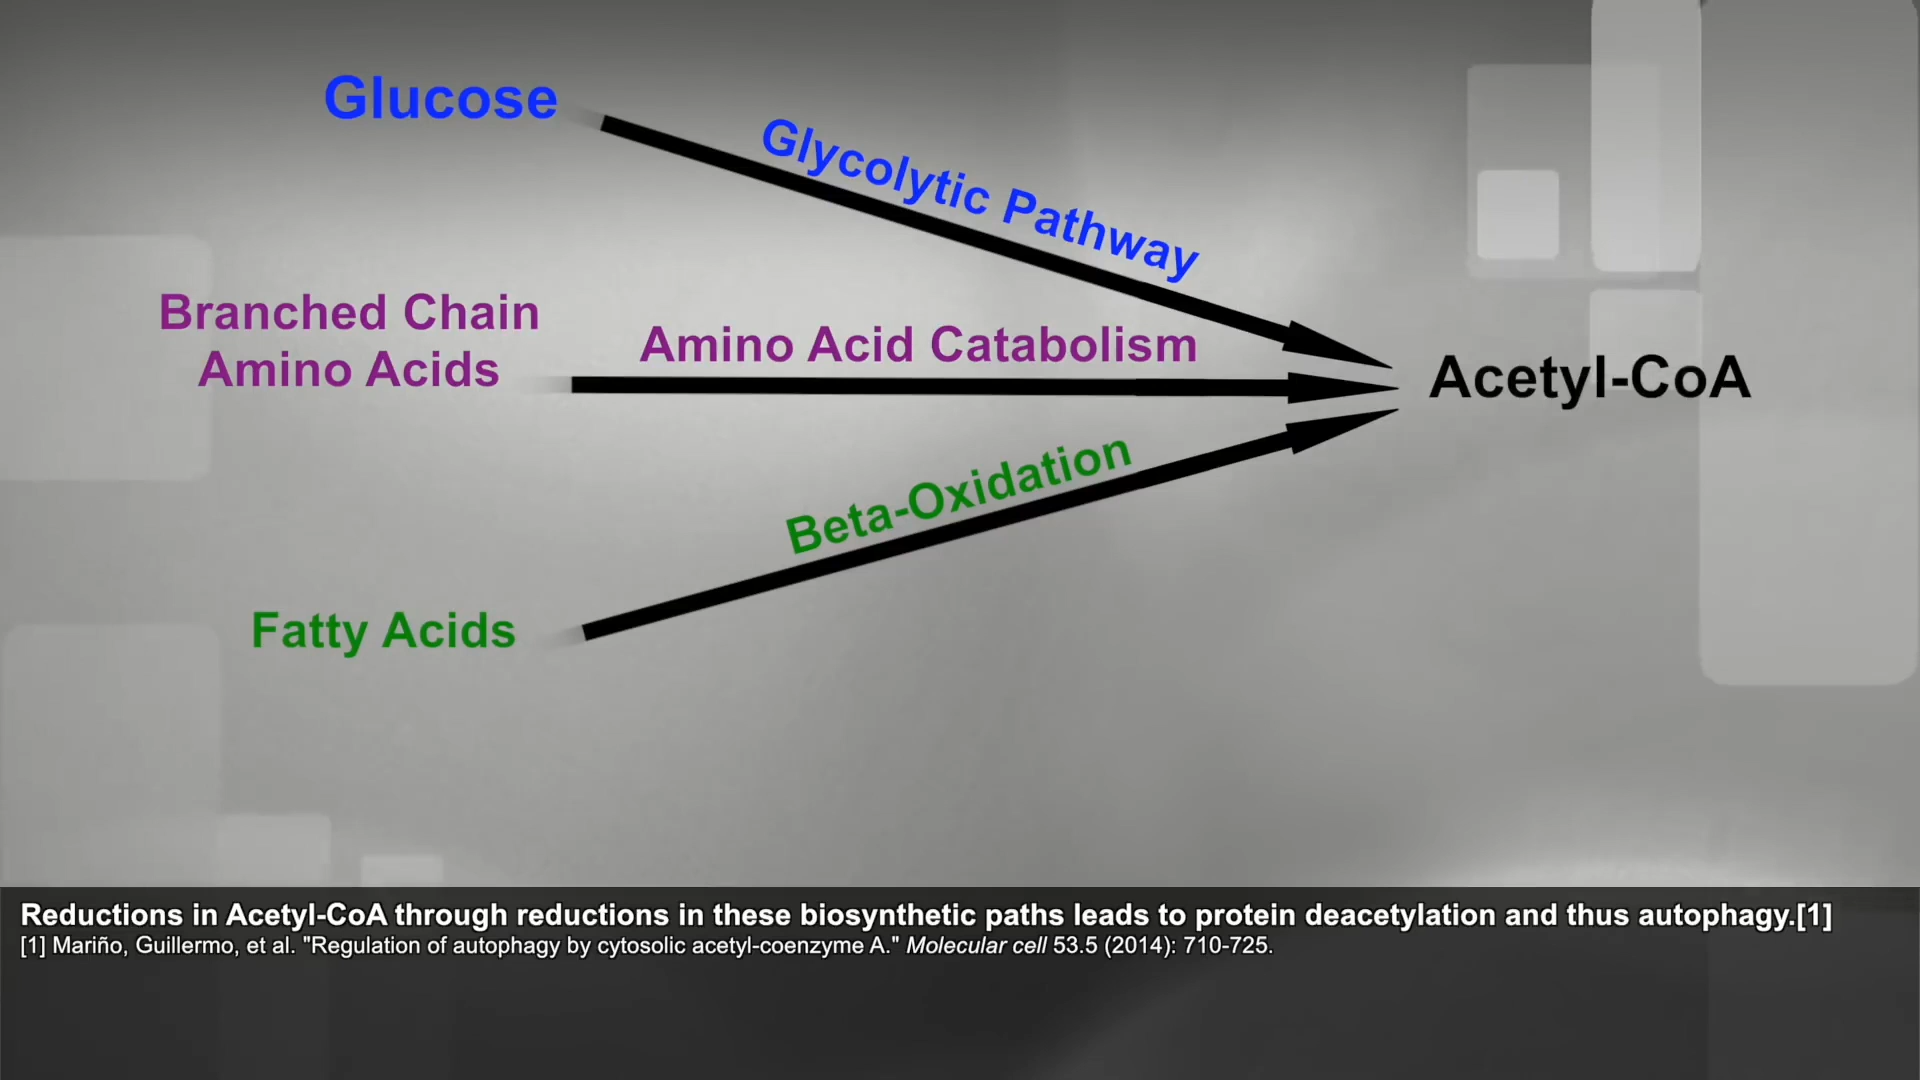 Glucose
Glycolytic Pathway
Branched Chain
Amino Acids
Amino Acid Catabolism
Acetyl-CoA
Beta-Oxidation
Fatty Acids
Reductions in Acetyl-CoA through reductions in these biosynthetic paths leads to protein deacetylation and thus autophagy.[1]
[1] Mariño, Guillermo, et al. "Regulation of autophagy by cytosolic acetyl-coenzyme A." Molecular cell 53.5 (2014): 710-725.